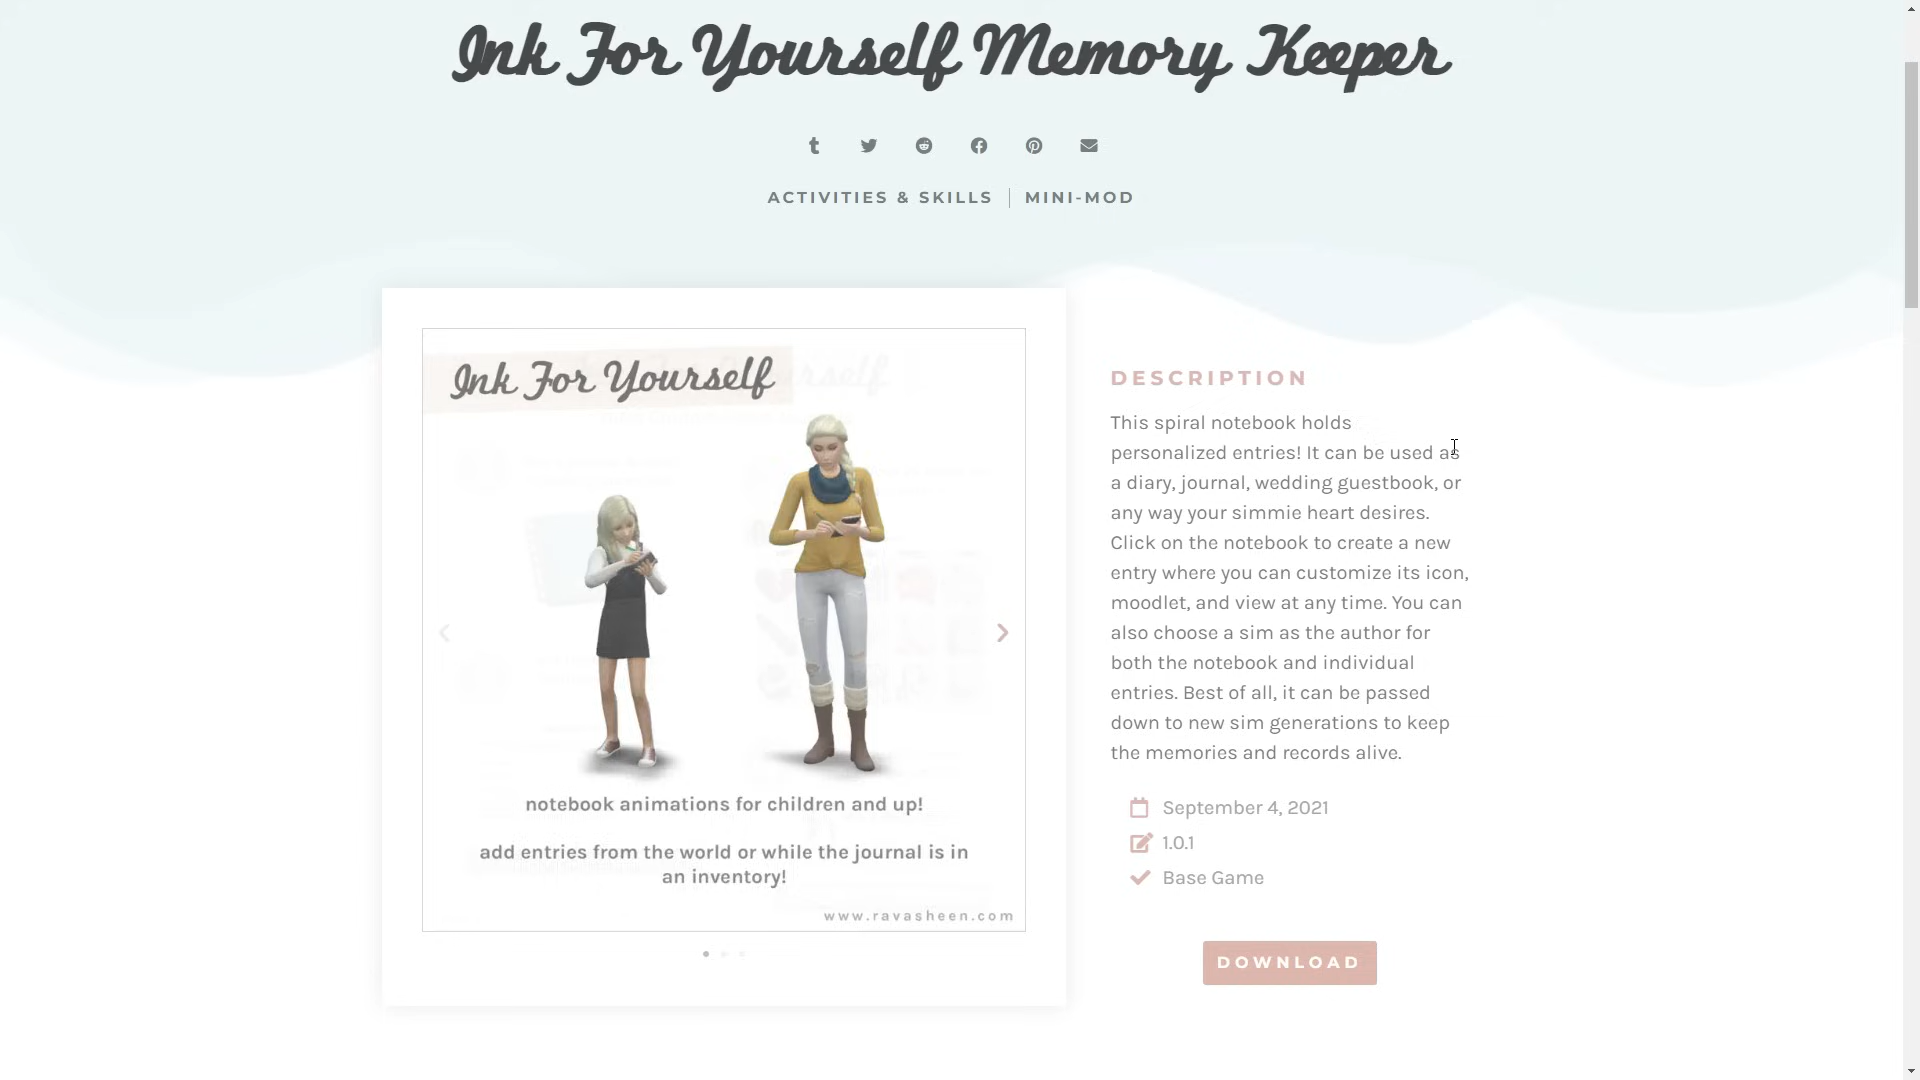 Ink For Yourself Memory Keeper
ACTIVITIES & SKILLS
MINI-MOD
Ink For Yourself
notebook animations for children and up!
add entries from the world or while the journal is in
an inventory!
www.ravasheen.com
DESCRIPTION
This spiral notebook holds
personalized entries! It can be used as
a diary, journal, wedding guestbook, or
any way your simmie heart desires.
Click on the notebook to create a new
entry where you can customize its icon,
moodlet, and view at any time. You can
also choose a sim as the author for
both the notebook and individual
entries. Best of all, it can be passed
down to new sim generations to keep
the memories and records alive.
September 4, 2021
1.0.1
Base Game
DOWNLOAD